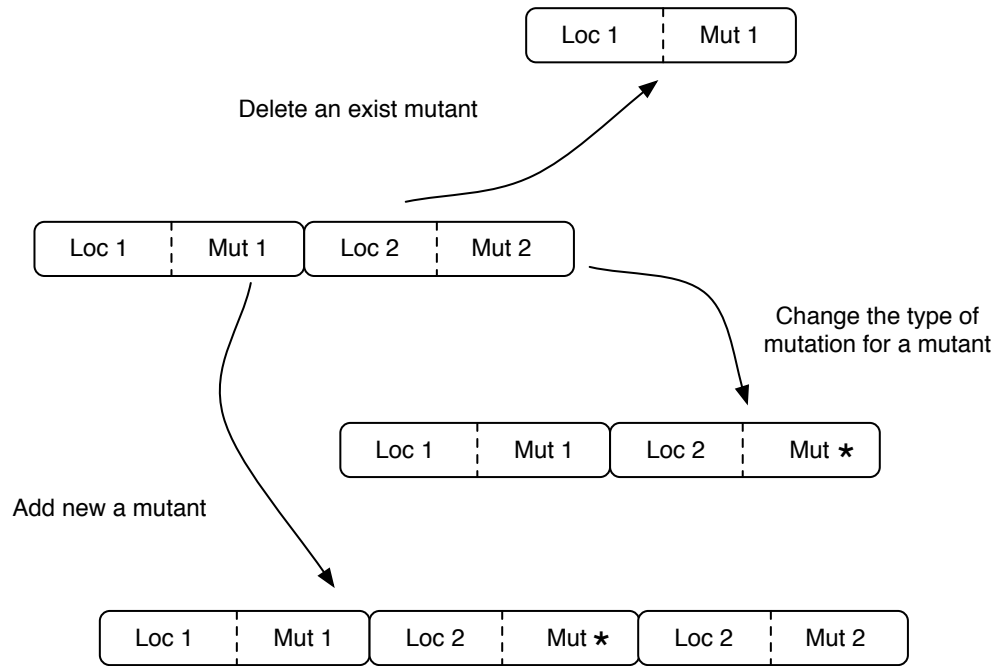 Loc 1 Mut 1
Delete an exist mutant
Loc 1 Mut 1 Loc 2 Mut 2
Change the type of
mutation for a mutant
Loc 1 Mut 1 Loc 2 Mut *
Add new a mutant
Loc 1 Mut 1 Loc 2 Mut * Loc 2 Mut 2